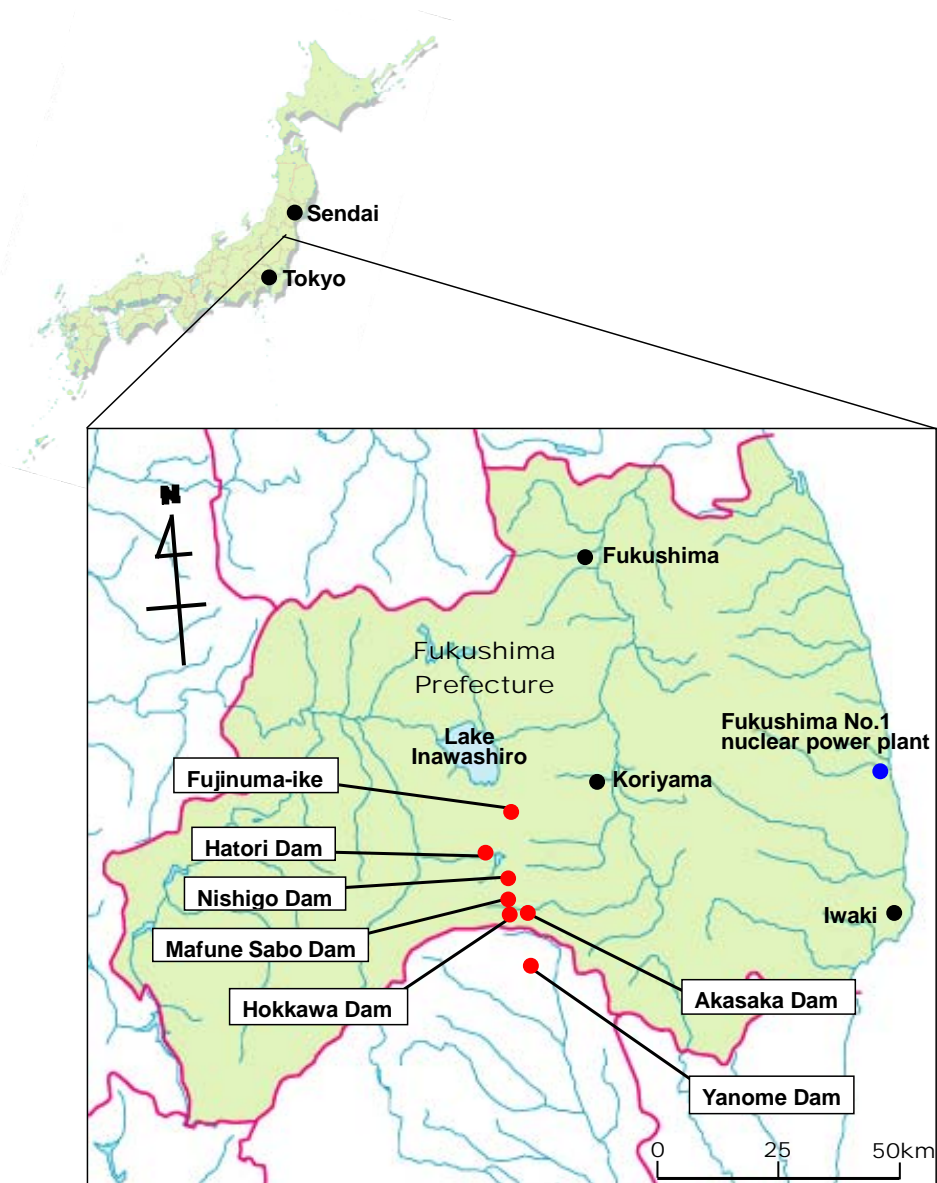 Sendai
Tokyo
N
Fukushima
Fukushima
Prefecture
Fukushima No.1
nuclear power plant
Lake
Inawashiro
Koriyama
Fujinuma-ike
Hatori Dam
Nishigo Dam
Iwaki
Mafune Sabo Dam
Hokkawa Dam
Akasaka Dam
Yanome Dam
0 25 50km